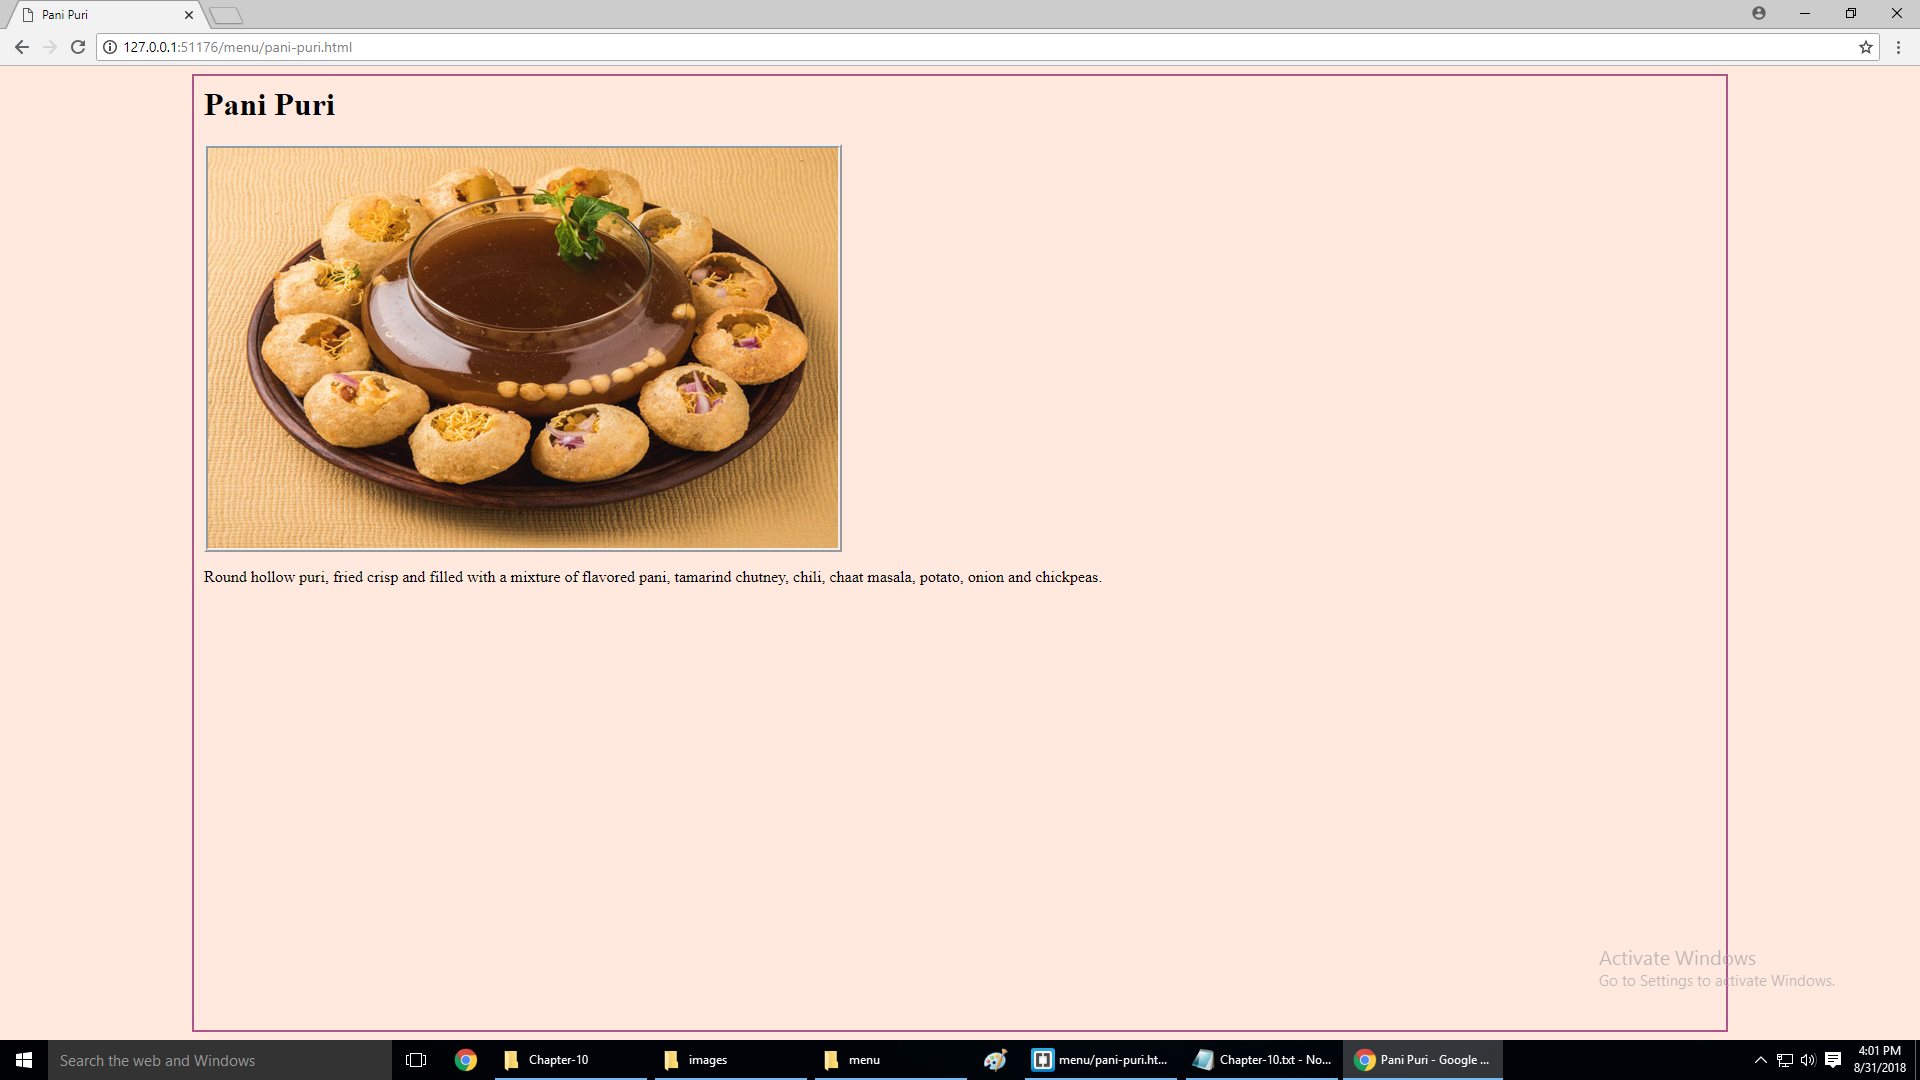 Pani Puri
127.0.0.1:51176/menu/pani-puri.html
Pani Puri
Round hollow puri, fried crisp and filled with a mixture of flavored pani, tamarind chutney, chili, chaat masala, potato, onion and chickpeas.
Activate Windows
Go to Settings to activate Windows.
Search the web and Windows
Chapter-10
images
menu
menu/pani-puri.ht...
Chapter-10.txt - No...
Pani Puri - Google ...
4:01 PM
8/31/2018